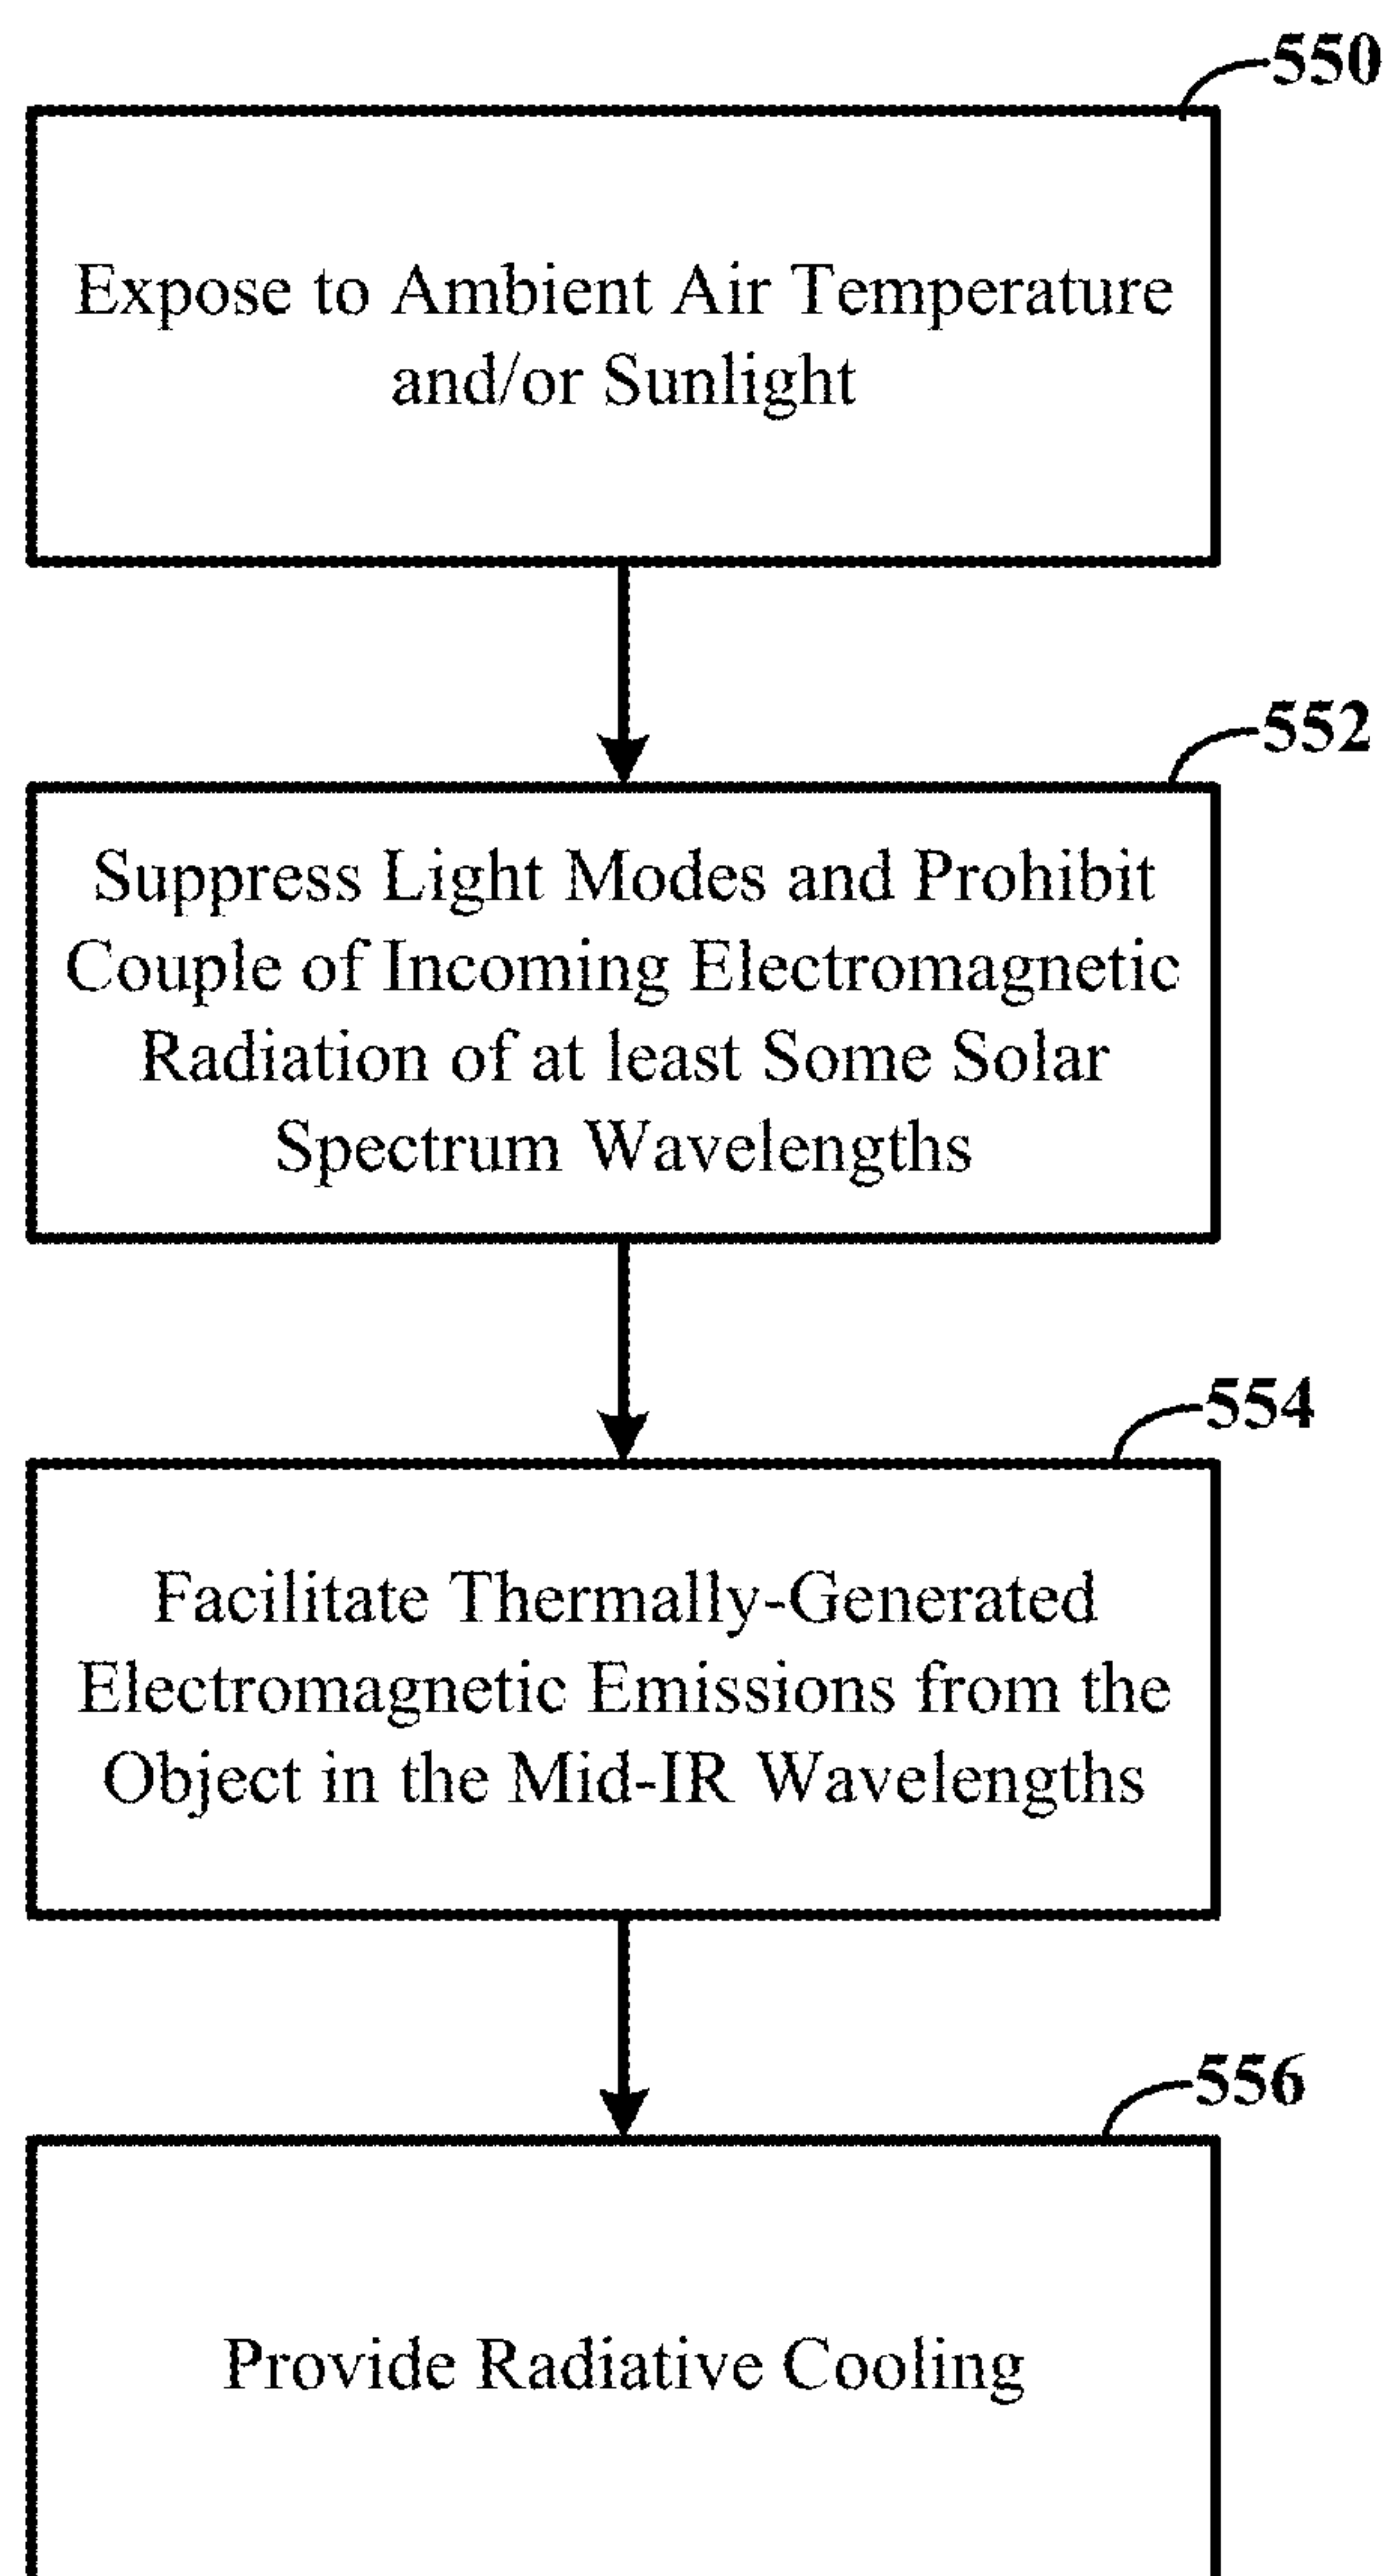 550
Expose to Ambient Air Temperature
and/or Sunlight
552
Suppress Light Modes and Prohibit
Couple of Incoming Electromagnetic
Radiation of at least Some Solar
Spectrum Wavelengths
554
Facilitate Thermally-Generated
Electromagnetic Emissions from the
Object in the Mid-IR Wavelengths
556
Provide Radiative Cooling